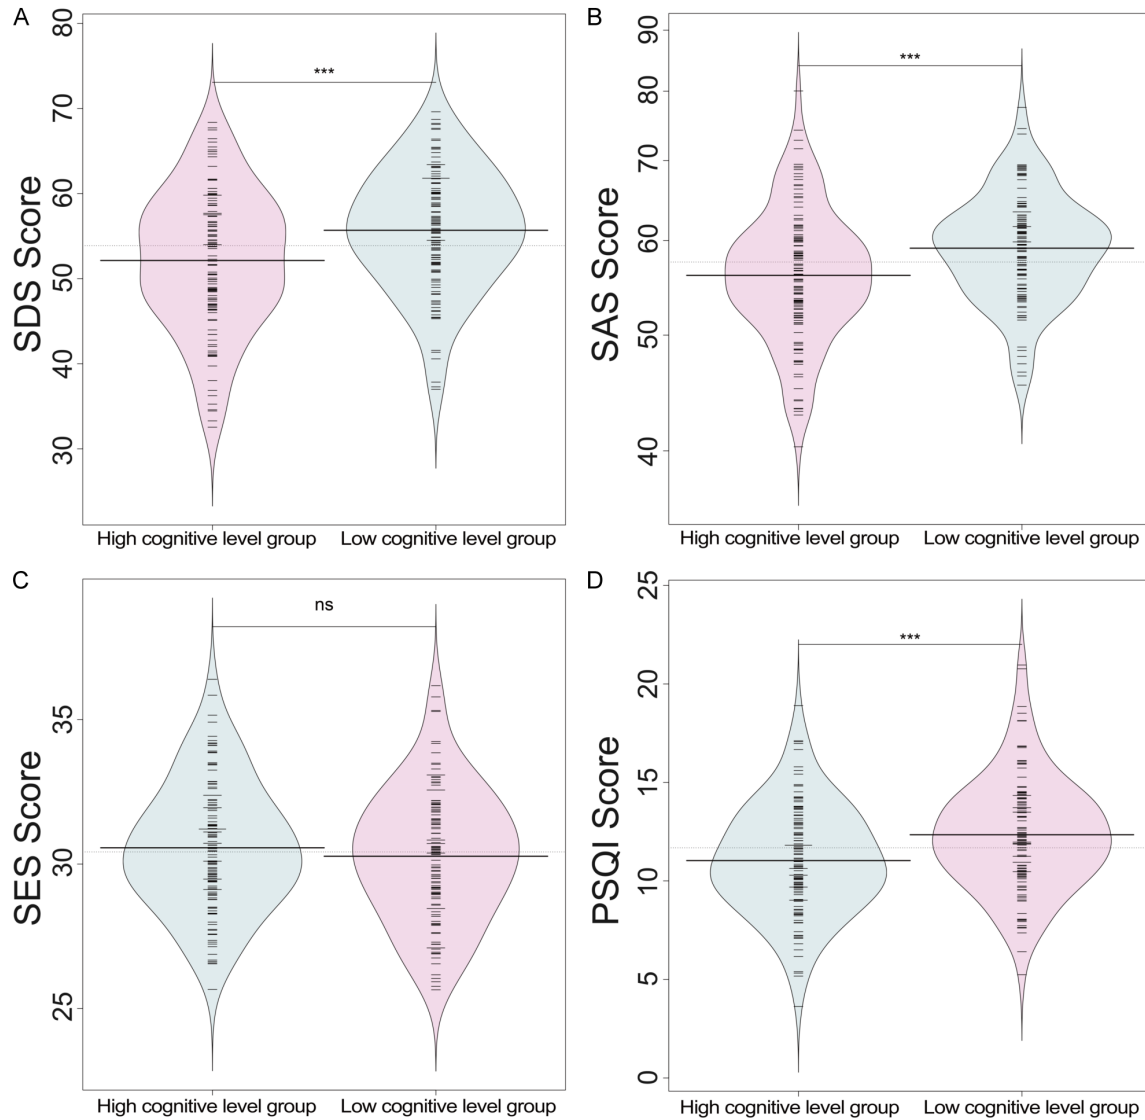 A
SDS Score
80
70
60
50
40
30
***
High cognitive level group
Low cognitive level group
B
SAS Score
90
80
70
60
50
40
***
High cognitive level group
Low cognitive level group
C
SES Score
35
30
25
ns
High cognitive level group
Low cognitive level group
D
PSQI Score
25
20
15
10
5
0
***
High cognitive level group
Low cognitive level group